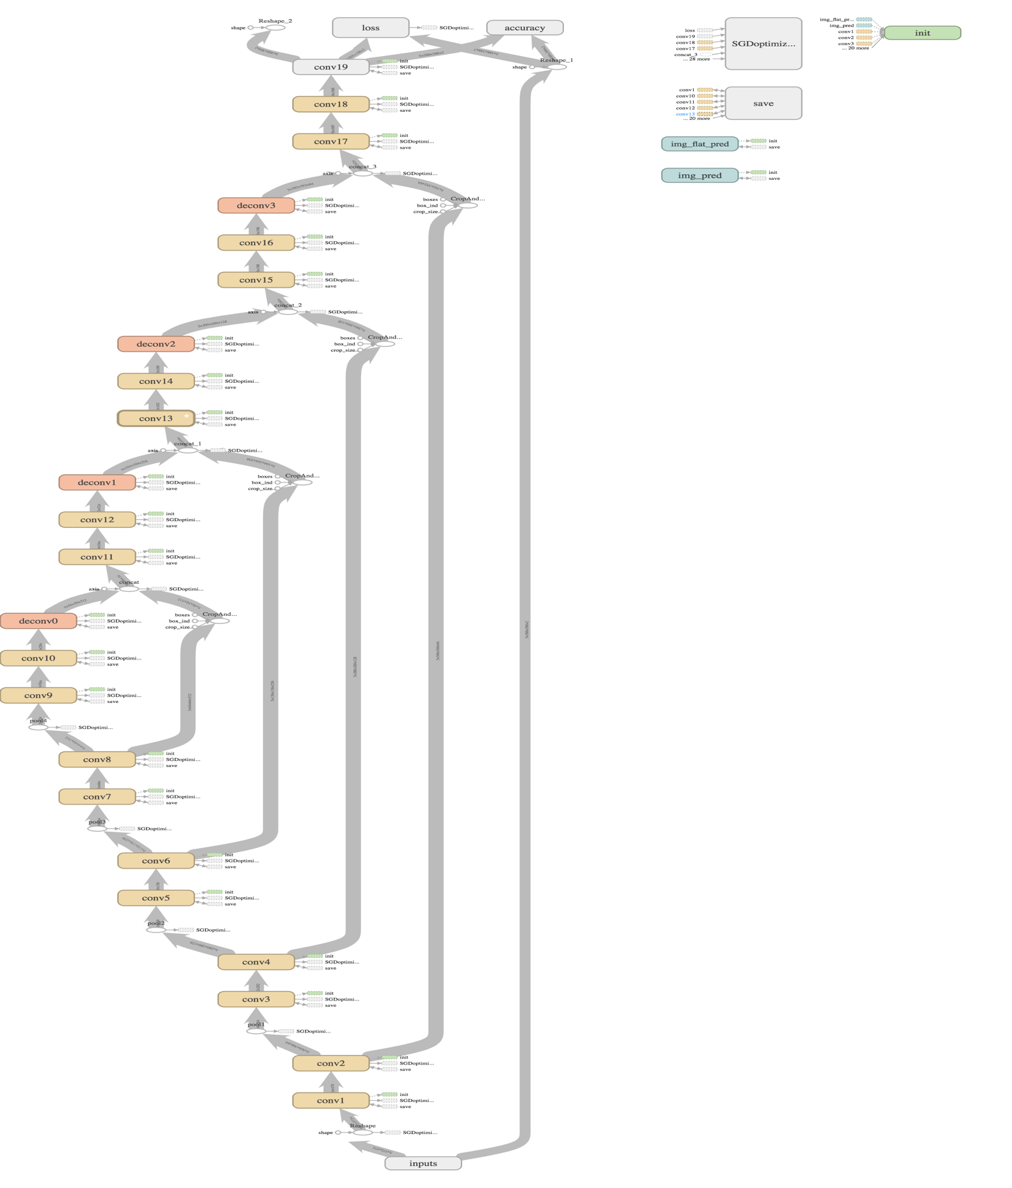 Reshape_2
shape
loss
SGDoptimi...
accuracy
conv19
init
SGDoptimi...
save
shape
Reshape_1
conv18
init
SGDoptimi...
save
conv17
init
SGDoptimi...
save
concat_3
axis
SGDoptimi...
deconv3
init
SGDoptimi...
save
boxes
CropAnd...
box_ind
crop_size
conv16
init
SGDoptimi...
save
conv15
init
SGDoptimi...
save
concat_2
axis
SGDoptimi...
deconv2
init
SGDoptimi...
save
boxes
CropAnd...
box_ind
crop_size
conv14
init
SGDoptimi...
save
conv13
init
SGDoptimi...
save
concat_1
axis
SGDoptimi...
deconv1
init
SGDoptimi...
save
boxes
CropAnd...
box_ind
crop_size
conv12
init
SGDoptimi...
save
conv11
init
SGDoptimi...
save
concat
axis
SGDoptimi...
deconv0
init
SGDoptimi...
save
boxes
CropAnd...
box_ind
crop_size
conv10
init
SGDoptimi...
save
conv9
init
SGDoptimi...
save
pool4
SGDoptimi...
conv8
init
SGDoptimi...
save
conv7
init
SGDoptimi...
save
pool3
SGDoptimi...
conv6
init
SGDoptimi...
save
conv5
init
SGDoptimi...
save
pool2
SGDoptimi...
conv4
init
SGDoptimi...
save
conv3
init
SGDoptimi...
save
pool1
SGDoptimi...
conv2
init
SGDoptimi...
save
conv1
init
SGDoptimi...
save
Reshape
shape
SGDoptimi...
inputs
loss
conv19
conv18
conv17
concat_3
... 28 more
SGDoptimiz...
img_flat_pr...
img_pred
conv1
conv2
conv3
... 20 more
init
conv1
conv10
conv11
conv12
conv13
... 20 more
save
img_flat_pred
init
save
img_pred
init
save